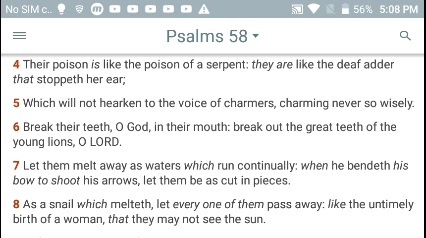 No SIM c.. 56% 5:08 PM
Psalms 58
4 Their poison is like the poison of a serpent: they are like the deaf adder
that stoppeth her ear;
5 Which will not hearken to the voice of charmers, charming never so wisely.
6 Break their teeth, O God, in their mouth: break out the great teeth of the
young lions, O LORD.
7 Let them melt away as waters which run continually: when he bendeth his
bow to shoot his arrows, let them be as cut in pieces.
8 As a snail which melteth, let every one of them pass away: like the untimely
birth of a woman, that they may not see the sun.